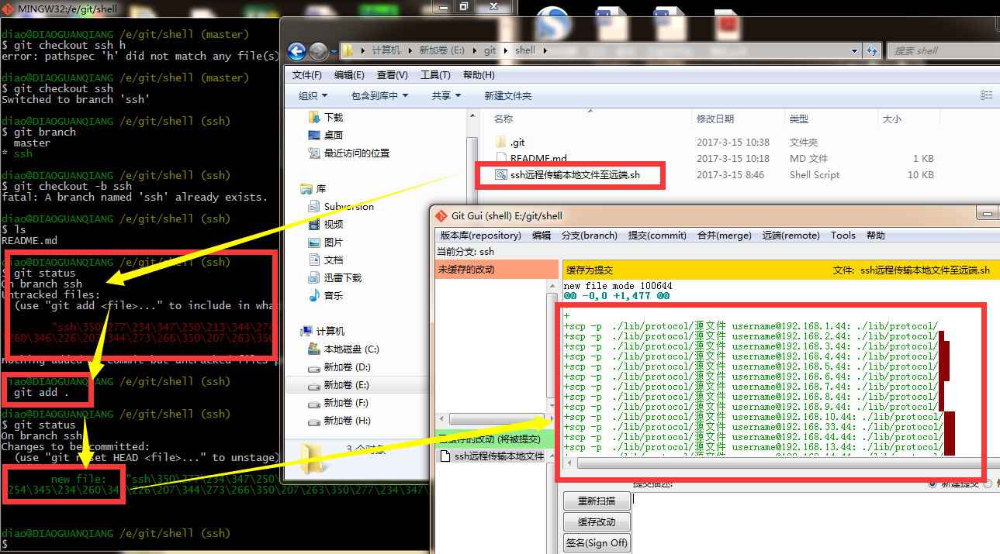 MINGW32:/e/git/shell
diao@DIAOGUANQIANG /e/git/shell (master)
$ git checkout ssh h
error: pathspec 'h' did not match any file(s)
diao@DIAOGUANQIANG /e/git/shell (master)
$ git checkout ssh
Switched to branch 'ssh'
diao@DIAOGUANQIANG /e/git/shell (ssh)
$ git branch
master
* ssh
diao@DIAOGUANQIANG /e/git/shell (ssh)
$ git checkout -b ssh
fatal: A branch named 'ssh' already exists.
diao@DIAOGUANQIANG /e/git/shell (ssh)
$ ls
README.md
diao@DIAOGUANQIANG /e/git/shell (ssh)
$ git status
On branch ssh
Untracked files:
(use "git add <file>..." to include in wha
"ssh\350\277\234\347\250\213\344\274
\260\346\226\207\344\273\266\350\207\263\350
nothing added to commit but untracked files p
diao@DIAOGUANQIANG /e/git/shell (ssh)
git add .
diao@DIAOGUANQIANG /e/git/shell (ssh)
$ git status
On branch ssh
Changes to be committed:
(use "git reset HEAD <file>..." to unstage)
new file: "ssh\350\277\234\347\250
254\345\234\260\346\226\207\344\273\266\350\207\263\350\277\234\347\
diao@DIAOGUANQIANG /e/git/shell (ssh)
$
计算机 新加卷 (E:) git shell
搜索 shell
文件(F) 编辑(E) 查看(V) 工具(T) 帮助(H)
组织 包含到库中 共享 新建文件夹
下载
桌面
最近访问的位置
库
Subversion
视频
图片
文档
迅雷下载
音乐
计算机
本地磁盘 (C:)
新加卷 (D:)
新加卷 (E:)
新加卷 (F:)
新加卷 (H:)
名称 修改日期 类型 大小
.git 2017-3-15 10:38 文件夹
README.md 2017-3-15 10:18 MD 文件 1 KB
ssh远程传输本地文件至远端.sh 2017-3-15 8:46 Shell Script 10 KB
3 个对象
Git Gui (shell) E:/git/shell
版本库(repository) 编辑 分支(branch) 提交(commit) 合并(merge) 远端(remote) Tools 帮助
当前分支: ssh
未缓存的改动
缓存为提交 文件: ssh远程传输本地文件至远端.sh
new file mode 100644
@@ -0,0 +1,477 @@
+
+
+scp -p ./lib/protocol/源文件 username@192.168.1.44: ./lib/protocol/
+scp -p ./lib/protocol/源文件 username@192.168.2.44: ./lib/protocol/
+scp -p ./lib/protocol/源文件 username@192.168.3.44: ./lib/protocol/
+scp -p ./lib/protocol/源文件 username@192.168.4.44: ./lib/protocol/
+scp -p ./lib/protocol/源文件 username@192.168.5.44: ./lib/protocol/
+scp -p ./lib/protocol/源文件 username@192.168.6.44: ./lib/protocol/
+scp -p ./lib/protocol/源文件 username@192.168.7.44: ./lib/protocol/
+scp -p ./lib/protocol/源文件 username@192.168.8.44: ./lib/protocol/
+scp -p ./lib/protocol/源文件 username@192.168.9.44: ./lib/protocol/
+scp -p ./lib/protocol/源文件 username@192.168.10.44: ./lib/protocol/
+scp -p ./lib/protocol/源文件 username@192.168.33.44: ./lib/protocol/
+scp -p ./lib/protocol/源文件 username@192.168.44.44: ./lib/protocol/
+scp -p ./lib/protocol/源文件 username@192.168.13.44: ./lib/protocol/
已缓存的改动 (将被提交)
ssh远程传输本地文件
提交描述: 新建提交
重新扫描
缓存改动
签名(Sign Off)